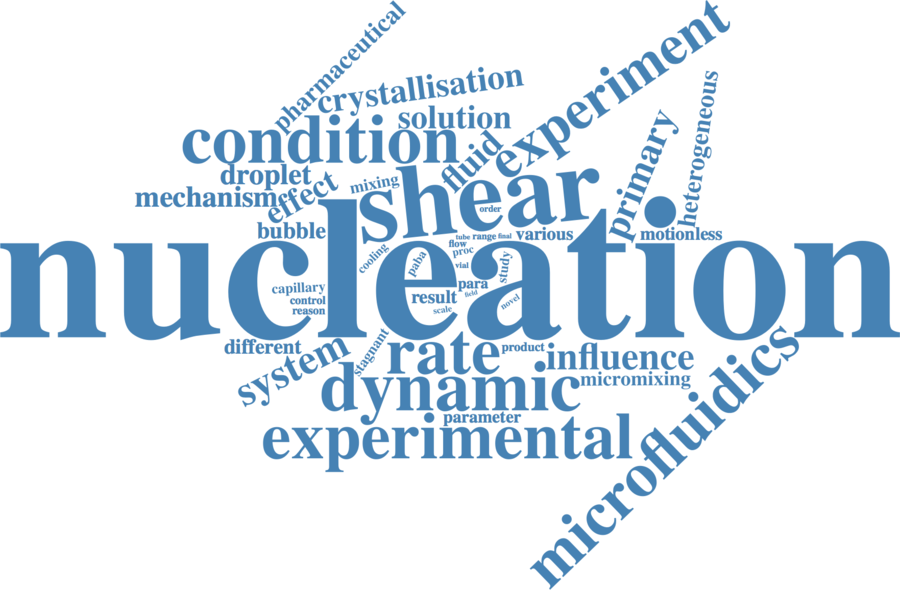 pharmaceutical
crystallisation
experiment
solution
condition
fluid
primary
heterogeneous
droplet
mechanism
effect
mixing
shear
order
bubble
tube
range
final
various
motionless
flow
proc
cooling
paba
vial
study
nucleation
capillary
control
reason
para
result
field
scale
novel
different
system
stagnant
rate
product
influence
micromixing
dynamic
parameter
experimental
microfluidics